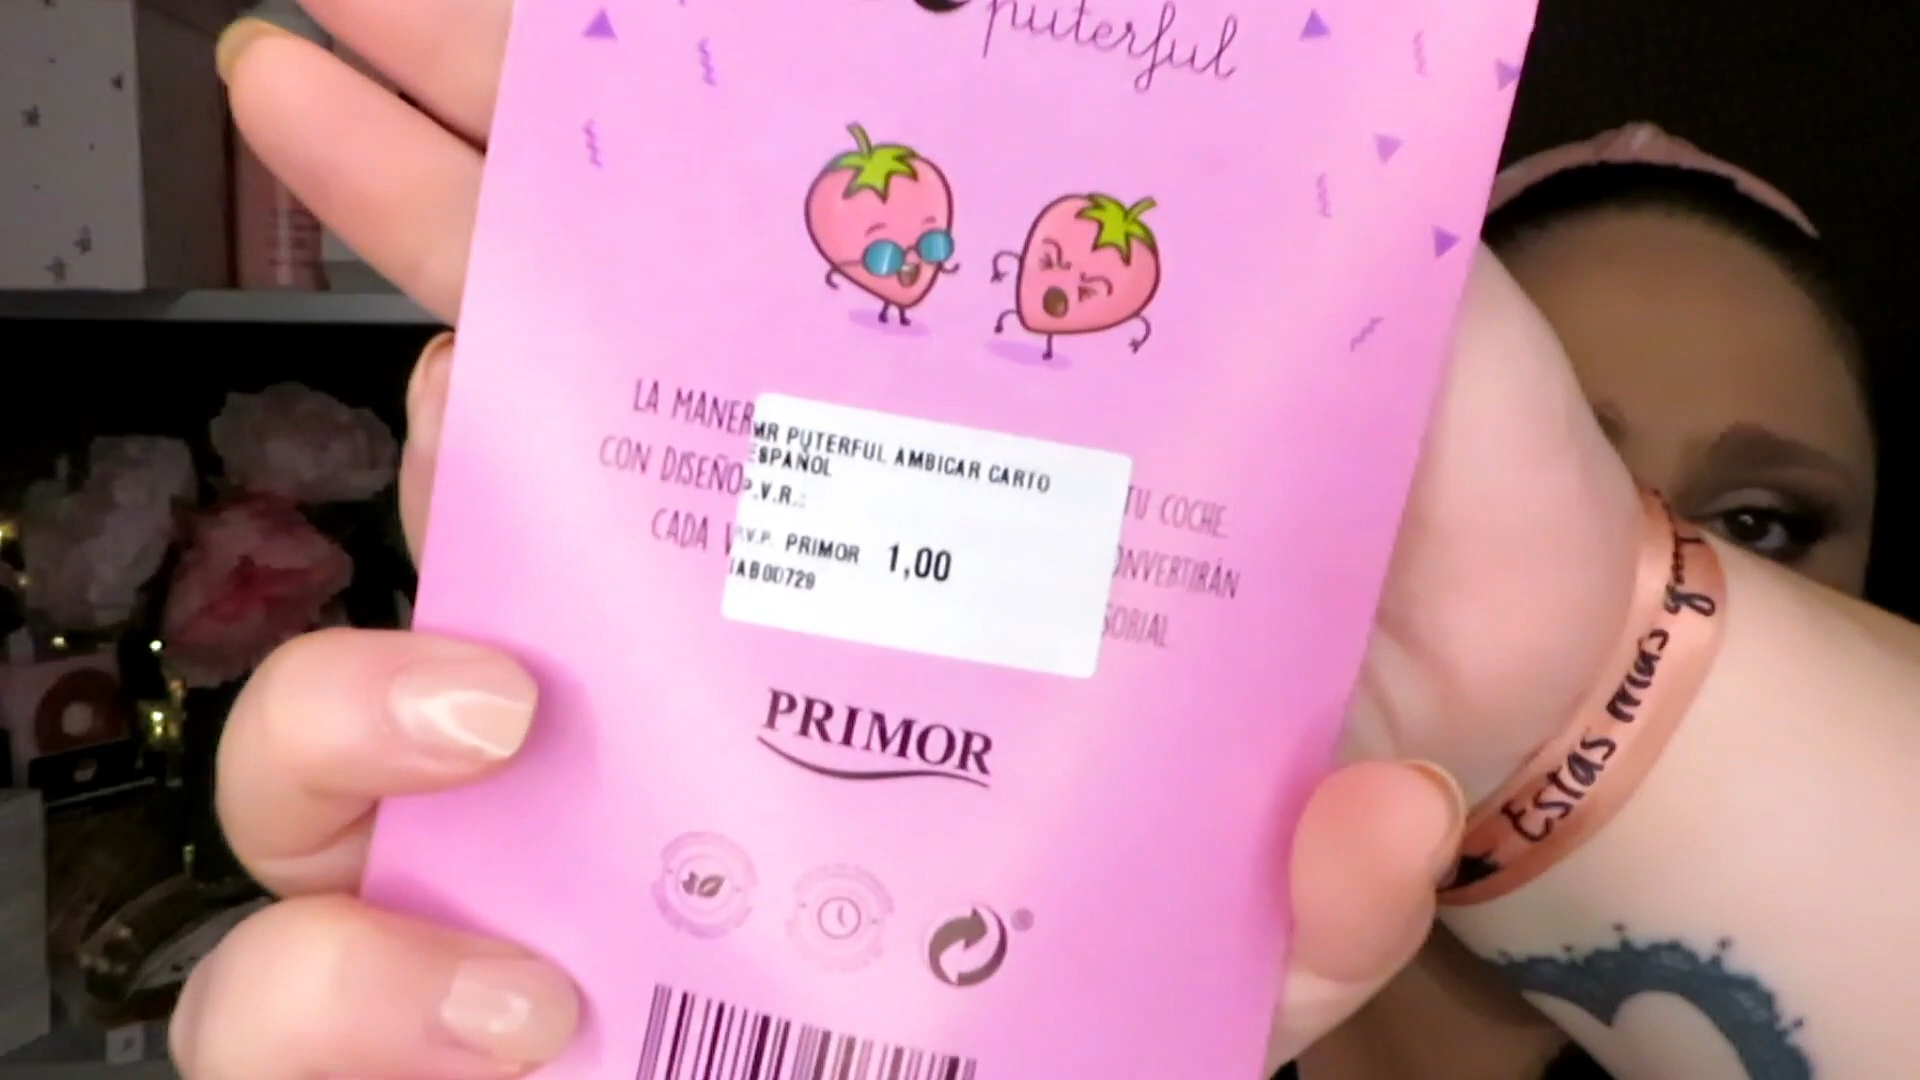 puterful
LA MANER
CON DISEÑO
CADA
MR PUTERFUL AMBICAR CARTO
ESPAÑOL
P.V.R.:
P.V.P. PRIMOR 1,00
IAB00729
TU COCHE.
ONVERTIRÁN
SORIAL
PRIMOR
Estas mas